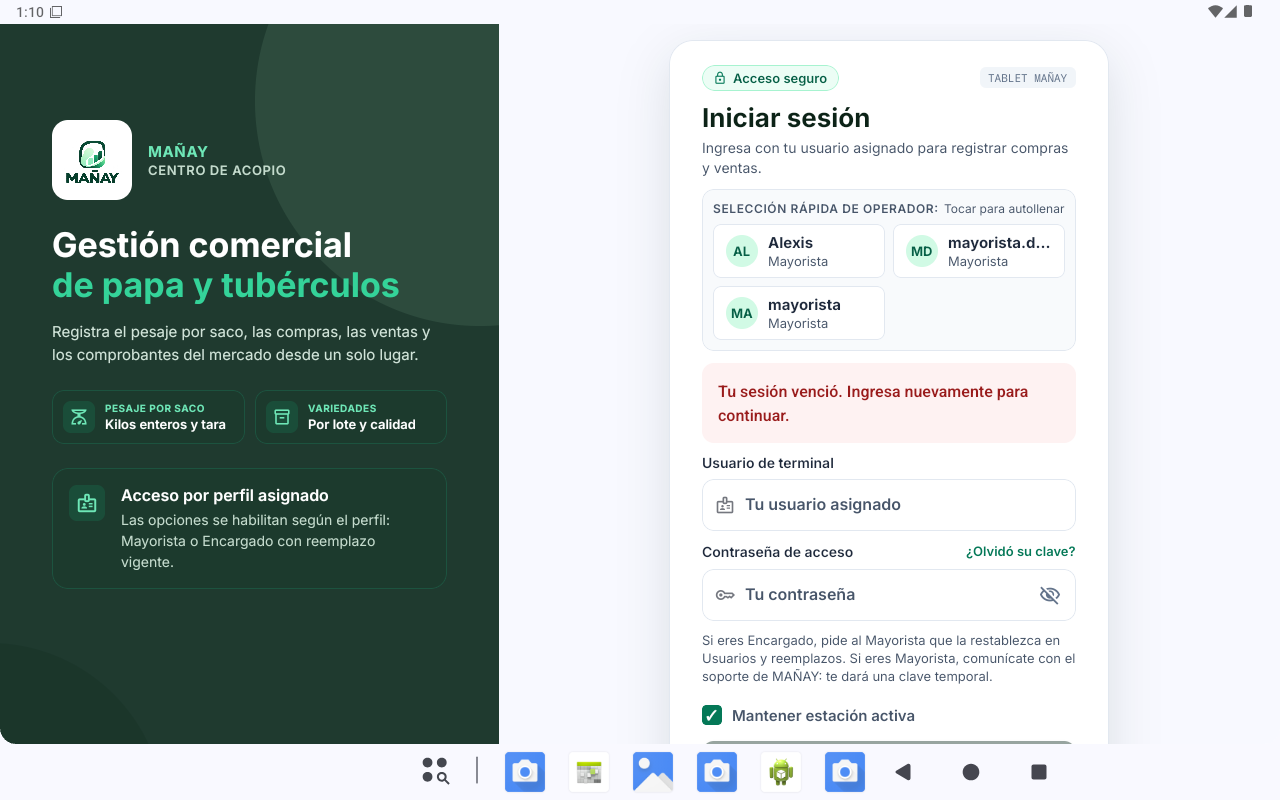 1:10
MAÑAY
MAÑAY
CENTRO DE ACOPIO
Gestión comercial
de papa y tubérculos
Registra el pesaje por saco, las compras, las ventas y
los comprobantes del mercado desde un solo lugar.
PESAJE POR SACO
Kilos enteros y tara
VARIEDADES
Por lote y calidad
Acceso por perfil asignado
Las opciones se habilitan según el perfil:
Mayorista o Encargado con reemplazo
vigente.
Acceso seguro
TABLET MAÑAY
Iniciar sesión
Ingresa con tu usuario asignado para registrar compras
y ventas.
SELECCIÓN RÁPIDA DE OPERADOR: Tocar para autollenar
AL
Alexis
Mayorista
MD
mayorista.d...
Mayorista
MA
mayorista
Mayorista
Tu sesión venció. Ingresa nuevamente para
continuar.
Usuario de terminal
Tu usuario asignado
Contraseña de acceso
¿Olvidó su clave?
Tu contraseña
Si eres Encargado, pide al Mayorista que la restablezca en
Usuarios y reemplazos. Si eres Mayorista, comunícate con el
soporte de MAÑAY: te dará una clave temporal.
Mantener estación activa